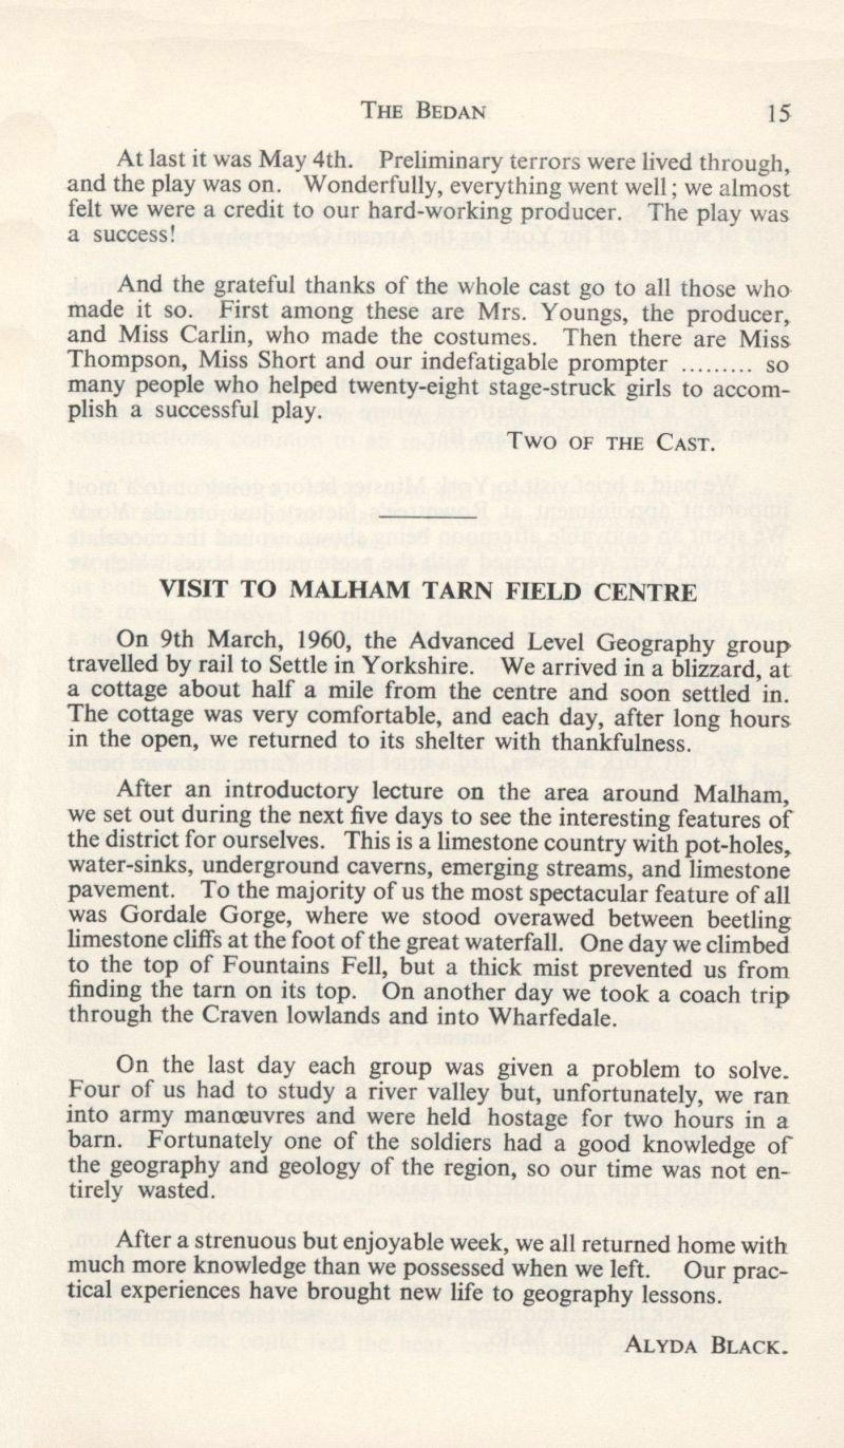 THE BEDAN 15
At last it was May 4th. Preliminary terrors were lived through,
and the play was on. Wonderfully, everything went well; we almost
felt we were a credit to our hard-working producer. The play was
a success!
And the grateful thanks of the whole cast go to all those who
made it so. First among these are Mrs. Youngs, the producer,
and Miss Carlin, who made the costumes. Then there are Miss
Thompson, Miss Short and our indefatigable prompter ......... so
many people who helped twenty-eight stage-struck girls to accom-
plish a successful play.
TWO OF THE CAST.
VISIT TO MALHAM TARN FIELD CENTRE
On 9th March, 1960, the Advanced Level Geography group
travelled by rail to Settle in Yorkshire. We arrived in a blizzard, at
a cottage about half a mile from the centre and soon settled in.
The cottage was very comfortable, and each day, after long hours
in the open, we returned to its shelter with thankfulness.
After an introductory lecture on the area around Malham,
we set out during the next five days to see the interesting features of
the district for ourselves. This is a limestone country with pot-holes,
water-sinks, underground caverns, emerging streams, and limestone
pavement. To the majority of us the most spectacular feature of all
was Gordale Gorge, where we stood overawed between beetling
limestone cliffs at the foot of the great waterfall. One day we climbed
to the top of Fountains Fell, but a thick mist prevented us from
finding the tarn on its top. On another day we took a coach trip
through the Craven lowlands and into Wharfedale.
On the last day each group was given a problem to solve.
Four of us had to study a river valley but, unfortunately, we ran
into army manœuvres and were held hostage for two hours in a
barn. Fortunately one of the soldiers had a good knowledge of
the geography and geology of the region, so our time was not en-
tirely wasted.
After a strenuous but enjoyable week, we all returned home with
much more knowledge than we possessed when we left. Our prac-
tical experiences have brought new life to geography lessons.
ALYDA BLACK.